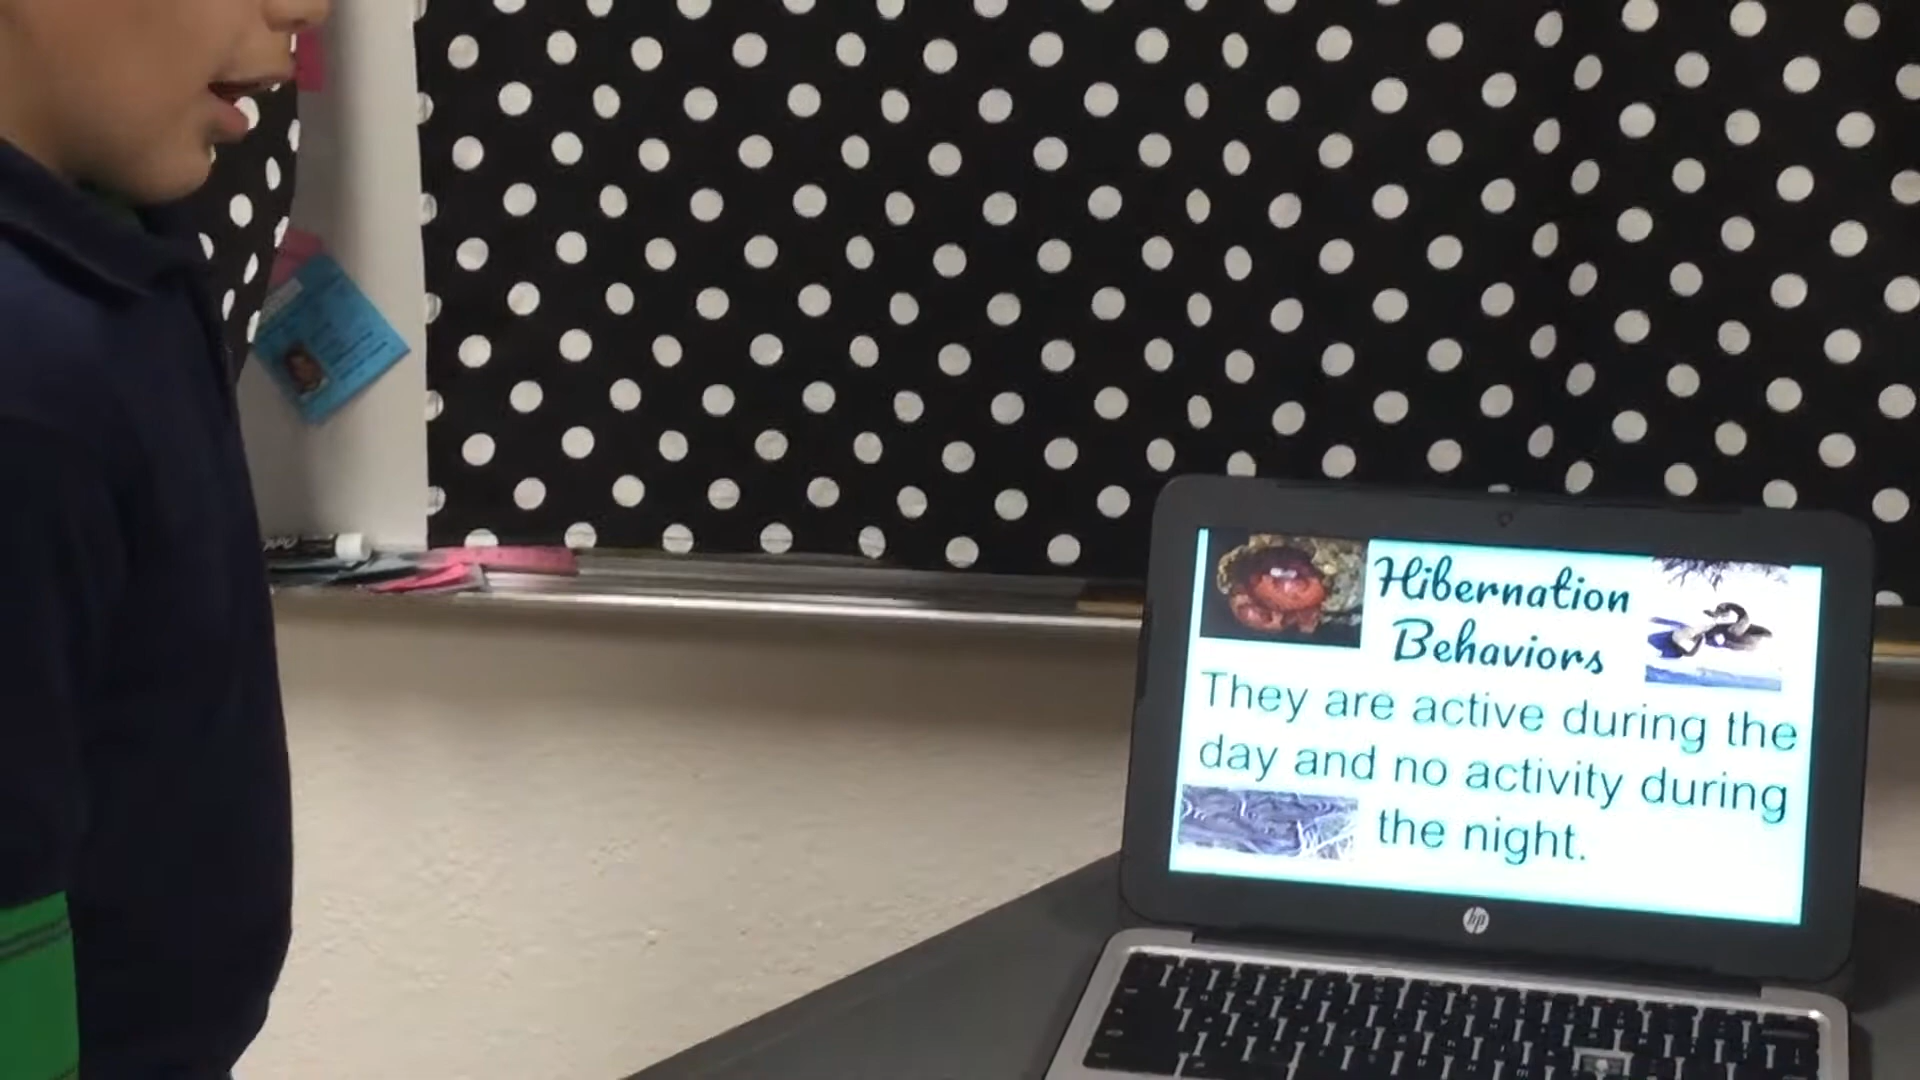 Hibernation
Behaviors
They are active during the
day and no activity during
the night.
hp